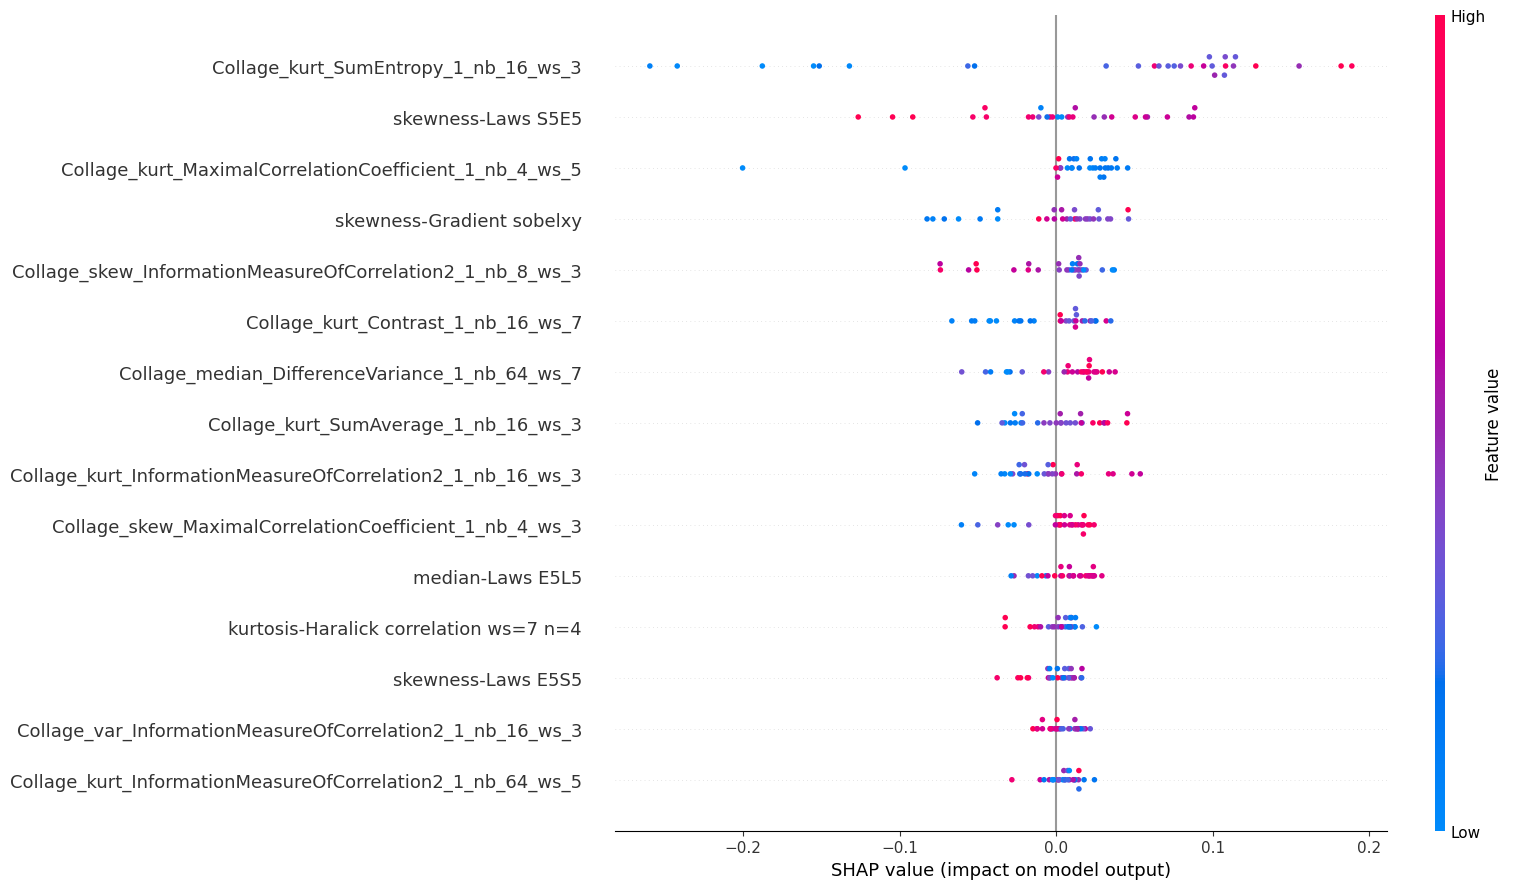 High
Collage_kurt_SumEntropy_1_nb_16_ws_3
skewness-Laws S5E5
Collage_kurt_MaximalCorrelationCoefficient_1_nb_4_ws_5
skewness-Gradient sobelxy
Collage_skew_InformationMeasureOfCorrelation2_1_nb_8_ws_3
Collage_kurt_Contrast_1_nb_16_ws_7
Collage_median_DifferenceVariance_1_nb_64_ws_7
Collage_kurt_SumAverage_1_nb_16_ws_3
Collage_kurt_InformationMeasureOfCorrelation2_1_nb_16_ws_3
Collage_skew_MaximalCorrelationCoefficient_1_nb_4_ws_3
median-Laws E5L5
kurtosis-Haralick correlation ws=7 n=4
skewness-Laws E5S5
Collage_var_InformationMeasureOfCorrelation2_1_nb_16_ws_3
Collage_kurt_InformationMeasureOfCorrelation2_1_nb_64_ws_5
Feature value
Low
−0.2 −0.1 0.0 0.1 0.2
SHAP value (impact on model output)